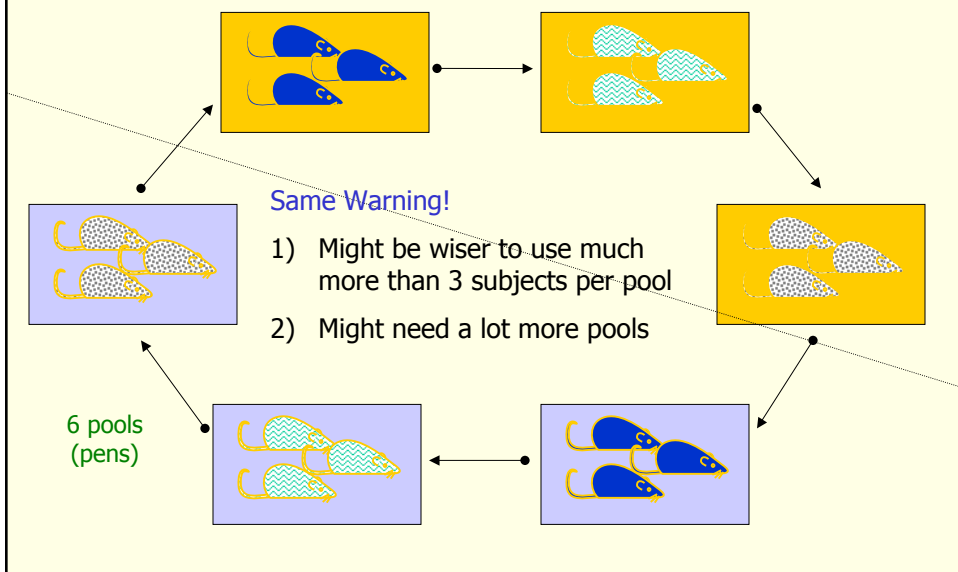 Same Warning!
1) Might be wiser to use much
more than 3 subjects per pool
2) Might need a lot more pools
6 pools
(pens)